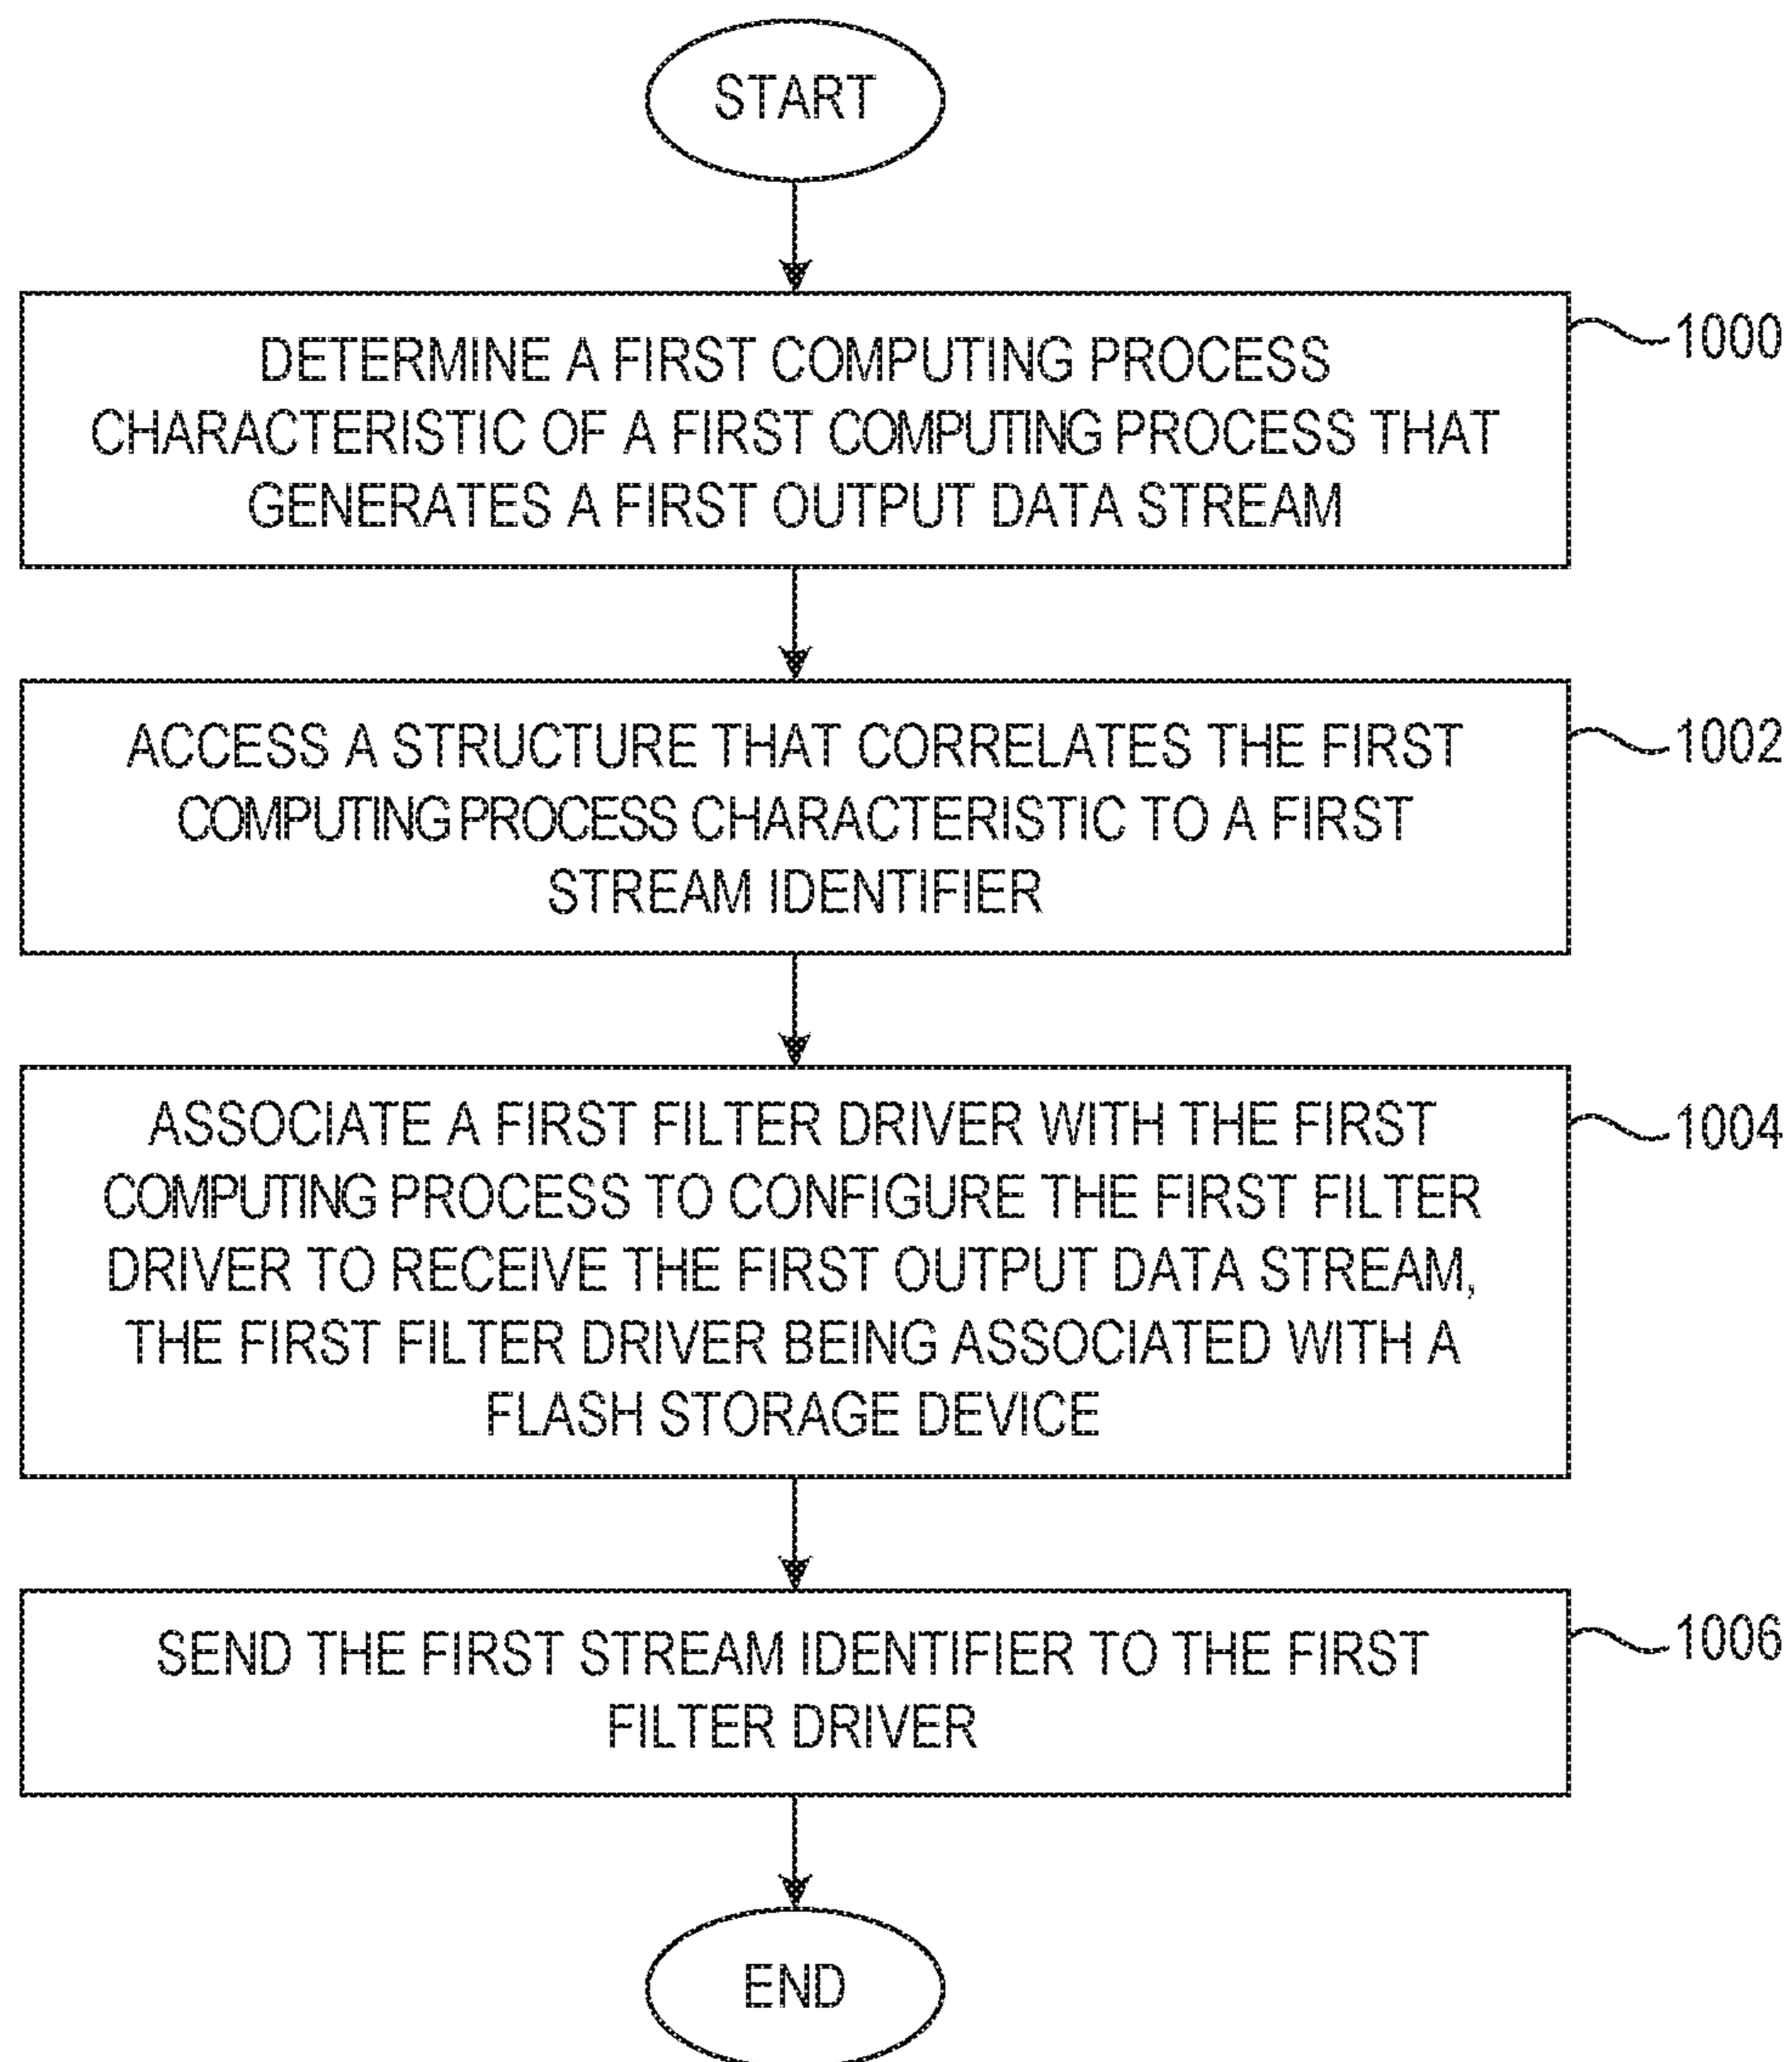 START
DETERMINE A FIRST COMPUTING PROCESS
CHARACTERISTIC OF A FIRST COMPUTING PROCESS THAT
GENERATES A FIRST OUTPUT DATA STREAM
1000
ACCESS A STRUCTURE THAT CORRELATES THE FIRST
COMPUTING PROCESS CHARACTERISTIC TO A FIRST
STREAM IDENTIFIER
1002
ASSOCIATE A FIRST FILTER DRIVER WITH THE FIRST
COMPUTING PROCESS TO CONFIGURE THE FIRST FILTER
DRIVER TO RECEIVE THE FIRST OUTPUT DATA STREAM,
THE FIRST FILTER DRIVER BEING ASSOCIATED WITH A
FLASH STORAGE DEVICE
1004
SEND THE FIRST STREAM IDENTIFIER TO THE FIRST
FILTER DRIVER
1006
END